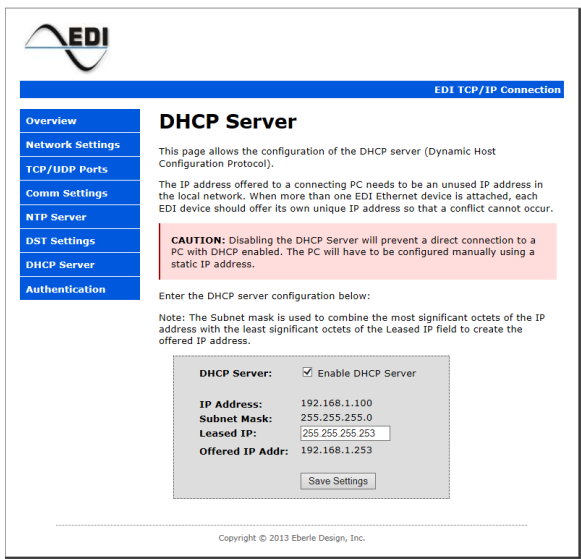 EDI
EDI TCP/IP Connection
Overview
Network Settings
TCP/UDP Ports
Comm Settings
NTP Server
DST Settings
DHCP Server
Authentication
DHCP Server
This page allows the configuration of the DHCP server (Dynamic Host
Configuration Protocol).
The IP address offered to a connecting PC needs to be an unused IP address in
the local network. When more than one EDI Ethernet device is attached, each
EDI device should offer its own unique IP address so that a conflict cannot occur.
CAUTION: Disabling the DHCP Server will prevent a direct connection to a
PC with DHCP enabled. The PC will have to be configured manually using a
static IP address.
Enter the DHCP server configuration below:
Note: The Subnet mask is used to combine the most significant octets of the IP
address with the least significant octets of the Leased IP field to create the
offered IP address.
DHCP Server: Enable DHCP Server
IP Address: 192.168.1.100
Subnet Mask: 255.255.255.0
Leased IP: 255.255.255.253
Offered IP Addr: 192.168.1.253
Save Settings
Copyright © 2013 Eberle Design, Inc.